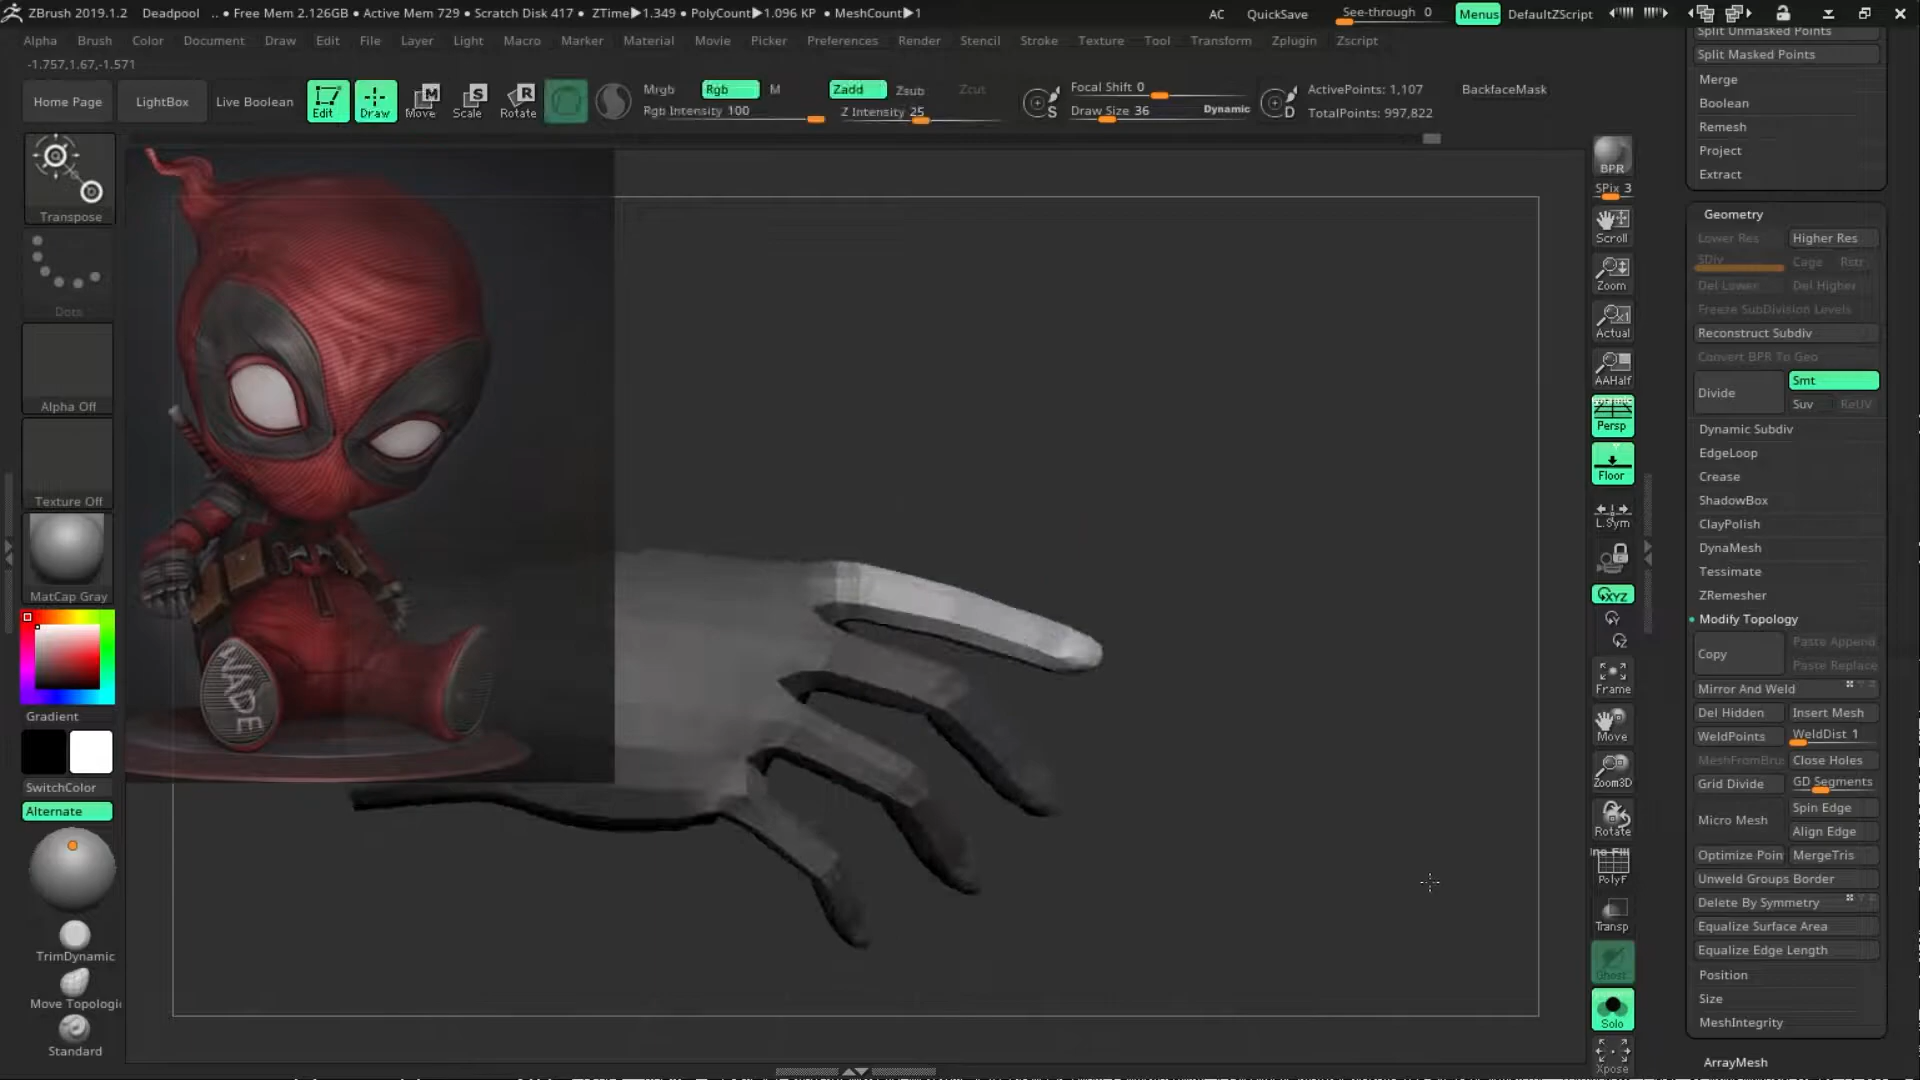 ZBrush 2019.1.2 Deadpool .. • Free Mem 2.126GB • Active Mem 729 • Scratch Disk 417 • ZTime▶1.349 • PolyCount▶1.096 KP • MeshCount▶1 AC QuickSave See-through 0 Menus DefaultZScript
Alpha Brush Color Document Draw Edit File Layer Light Macro Marker Material Movie Picker Preferences Render Stencil Stroke Texture Tool Transform Zplugin Zscript
-1.757,1.67,-1.571
Home Page LightBox Live Boolean Edit Draw Move Scale Rotate
Mrgb Rgb M Zadd Zsub Zcut
Rgb Intensity 100 Z Intensity 25
Focal Shift 0
Draw Size 36 Dynamic
ActivePoints: 1,107 BackfaceMask
TotalPoints: 997,822
Transpose
Dots
Alpha Off
Texture Off
MatCap Gray
Gradient
SwitchColor
Alternate
TrimDynamic
Move Topologic
Standard
WADE
BPR
SPix 3
Scroll
Zoom
Actual
AAHalf
Persp
Floor
L.Sym
XYZ
Frame
Move
Zoom3D
Rotate
PolyF
Transp
Ghost
Solo
Xpose
Split Unmasked Points
Split Masked Points
Merge
Boolean
Remesh
Project
Extract
Geometry
Lower Res Higher Res
SDiv Cage Rstr
Del Lower Del Higher
Freeze SubDivision Levels
Reconstruct Subdiv
Convert BPR To Geo
Divide Smt
Suv ReUV
Dynamic Subdiv
EdgeLoop
Crease
ShadowBox
ClayPolish
DynaMesh
Tessimate
ZRemesher
Modify Topology
Copy Paste Append
Paste Replace
Mirror And Weld
Del Hidden Insert Mesh
WeldPoints WeldDist 1
MeshFromBru Close Holes
Grid Divide GD Segments
Micro Mesh Spin Edge
Align Edge
Optimize Poin MergeTris
Unweld Groups Border
Delete By Symmetry
Equalize Surface Area
Equalize Edge Length
Position
Size
MeshIntegrity
ArrayMesh